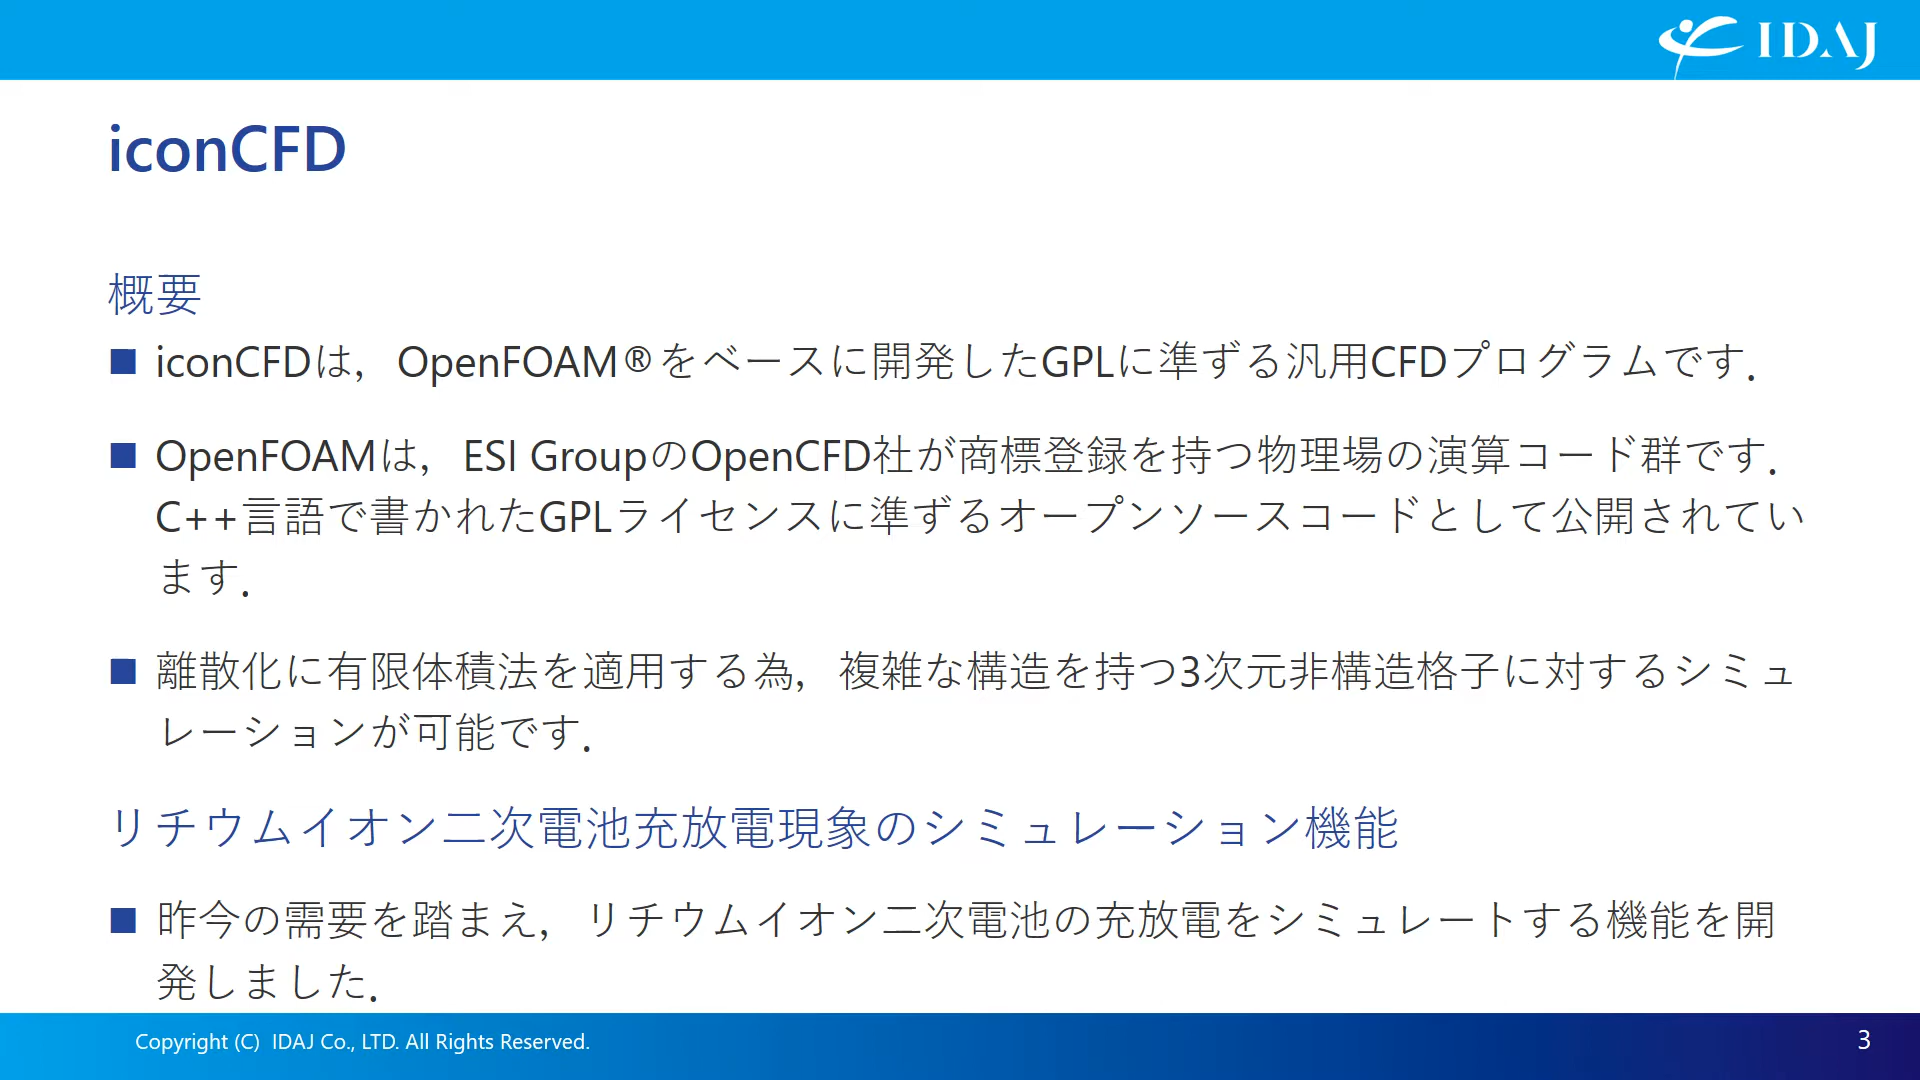 IDAJ
iconCFD
概要
■ iconCFDは，OpenFOAM®をベースに開発したGPLに準ずる汎用CFDプログラムです．
■ OpenFOAMは，ESI GroupのOpenCFD社が商標登録を持つ物理場の演算コード群です．
C++言語で書かれたGPLライセンスに準ずるオープンソースコードとして公開されてい
ます．
■ 離散化に有限体積法を適用する為，複雑な構造を持つ3次元非構造格子に対するシミュ
レーションが可能です．
リチウムイオン二次電池充放電現象のシミュレーション機能
■ 昨今の需要を踏まえ，リチウムイオン二次電池の充放電をシミュレートする機能を開
発しました．
Copyright (C)  IDAJ Co., LTD. All Rights Reserved.
3